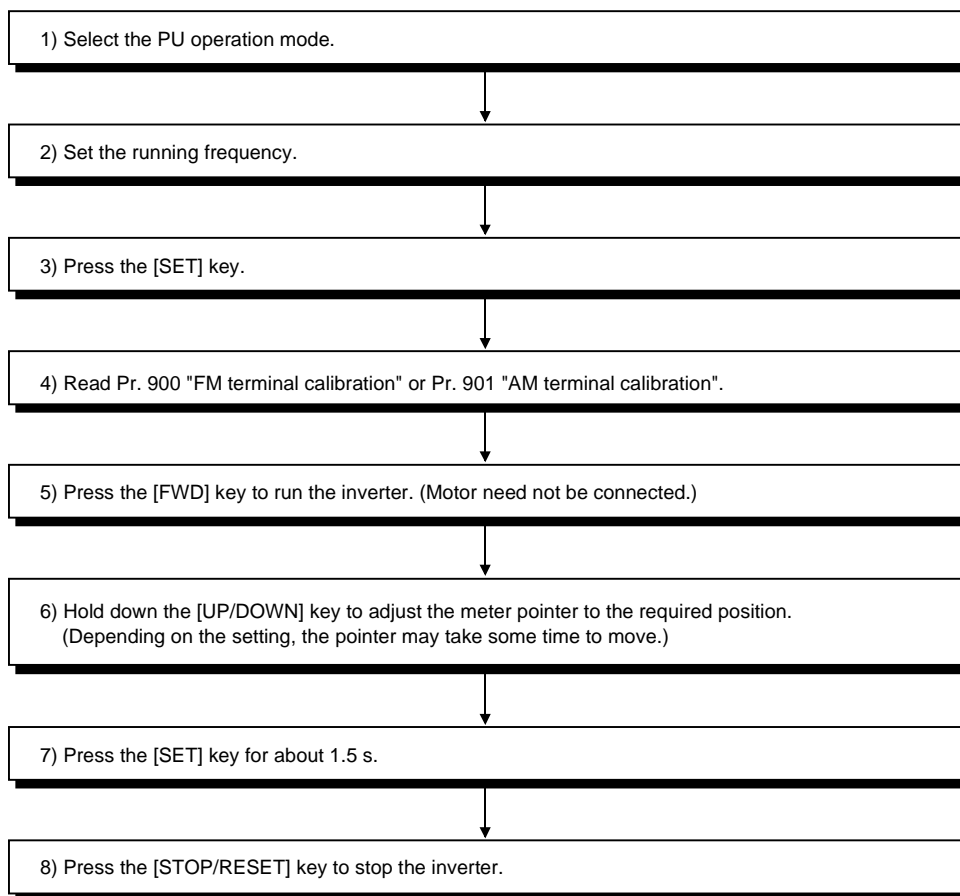 1) Select the PU operation mode.
2) Set the running frequency.
3) Press the [SET] key.
4) Read Pr. 900 "FM terminal calibration" or Pr. 901 "AM terminal calibration".
5) Press the [FWD] key to run the inverter. (Motor need not be connected.)
6) Hold down the [UP/DOWN] key to adjust the meter pointer to the required position.
(Depending on the setting, the pointer may take some time to move.)
7) Press the [SET] key for about 1.5 s.
8) Press the [STOP/RESET] key to stop the inverter.